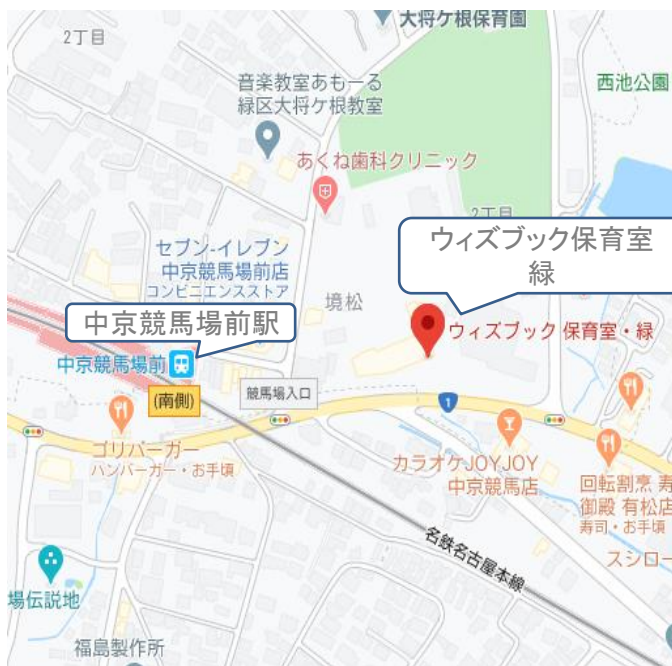 大将ケ根保育園
2丁目
西池公園
音楽教室あもーる
緑区大将ケ根教室
あくね歯科クリニック
2丁目
ウィズブック保育室
緑
セブン-イレブン
中京競馬場前店
コンビニエンスストア
境松
中京競馬場前駅
ウィズブック 保育室・緑
中京競馬場前
(南側)
競馬場入口
1
ゴリバーガー
ハンバーガー・お手頃
カラオケJOYJOY
中京競馬店
回転割烹 寿
御殿 有松店
寿司・お手頃
スシロー
名鉄名古屋本線
場伝説地
福島製作所